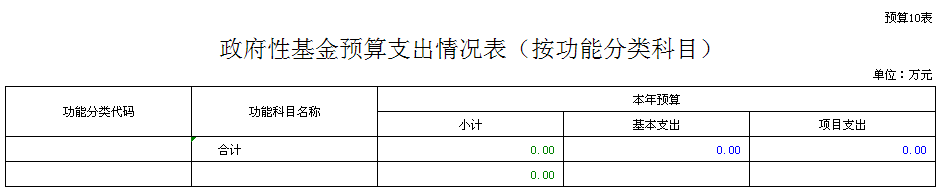 预算10表
政府性基金预算支出情况表（按功能分类科目）
单位：万元
功能分类代码 功能科目名称 本年预算
小计 基本支出 项目支出
合计 0.00 0.00 0.00
0.00